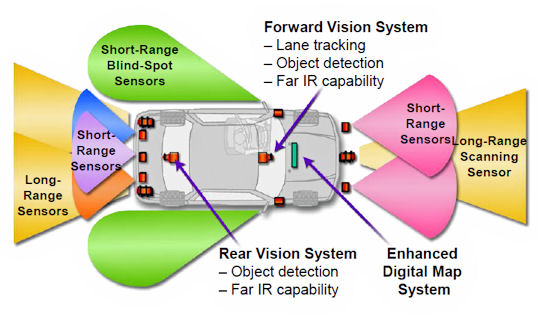 Forward Vision System
– Lane tracking
– Object detection
– Far IR capability
Short-Range
Blind-Spot
Sensors
Short-
Range
Sensors
Long-
Range
Sensors
Short-
Range
Sensors
Long-Range
Scanning
Sensor
Rear Vision System
– Object detection
– Far IR capability
Enhanced
Digital Map
System